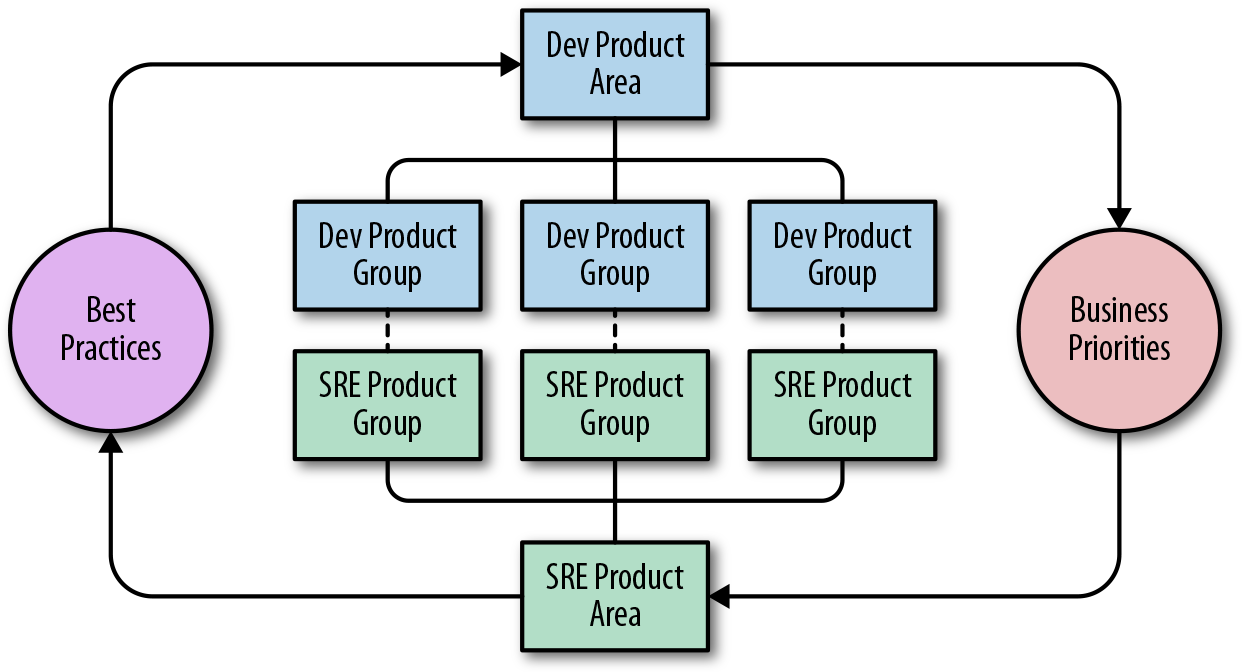 Dev Product
Area
Dev Product
Group
Dev Product
Group
Dev Product
Group
Best
Practices
Business
Priorities
SRE Product
Group
SRE Product
Group
SRE Product
Group
SRE Product
Area